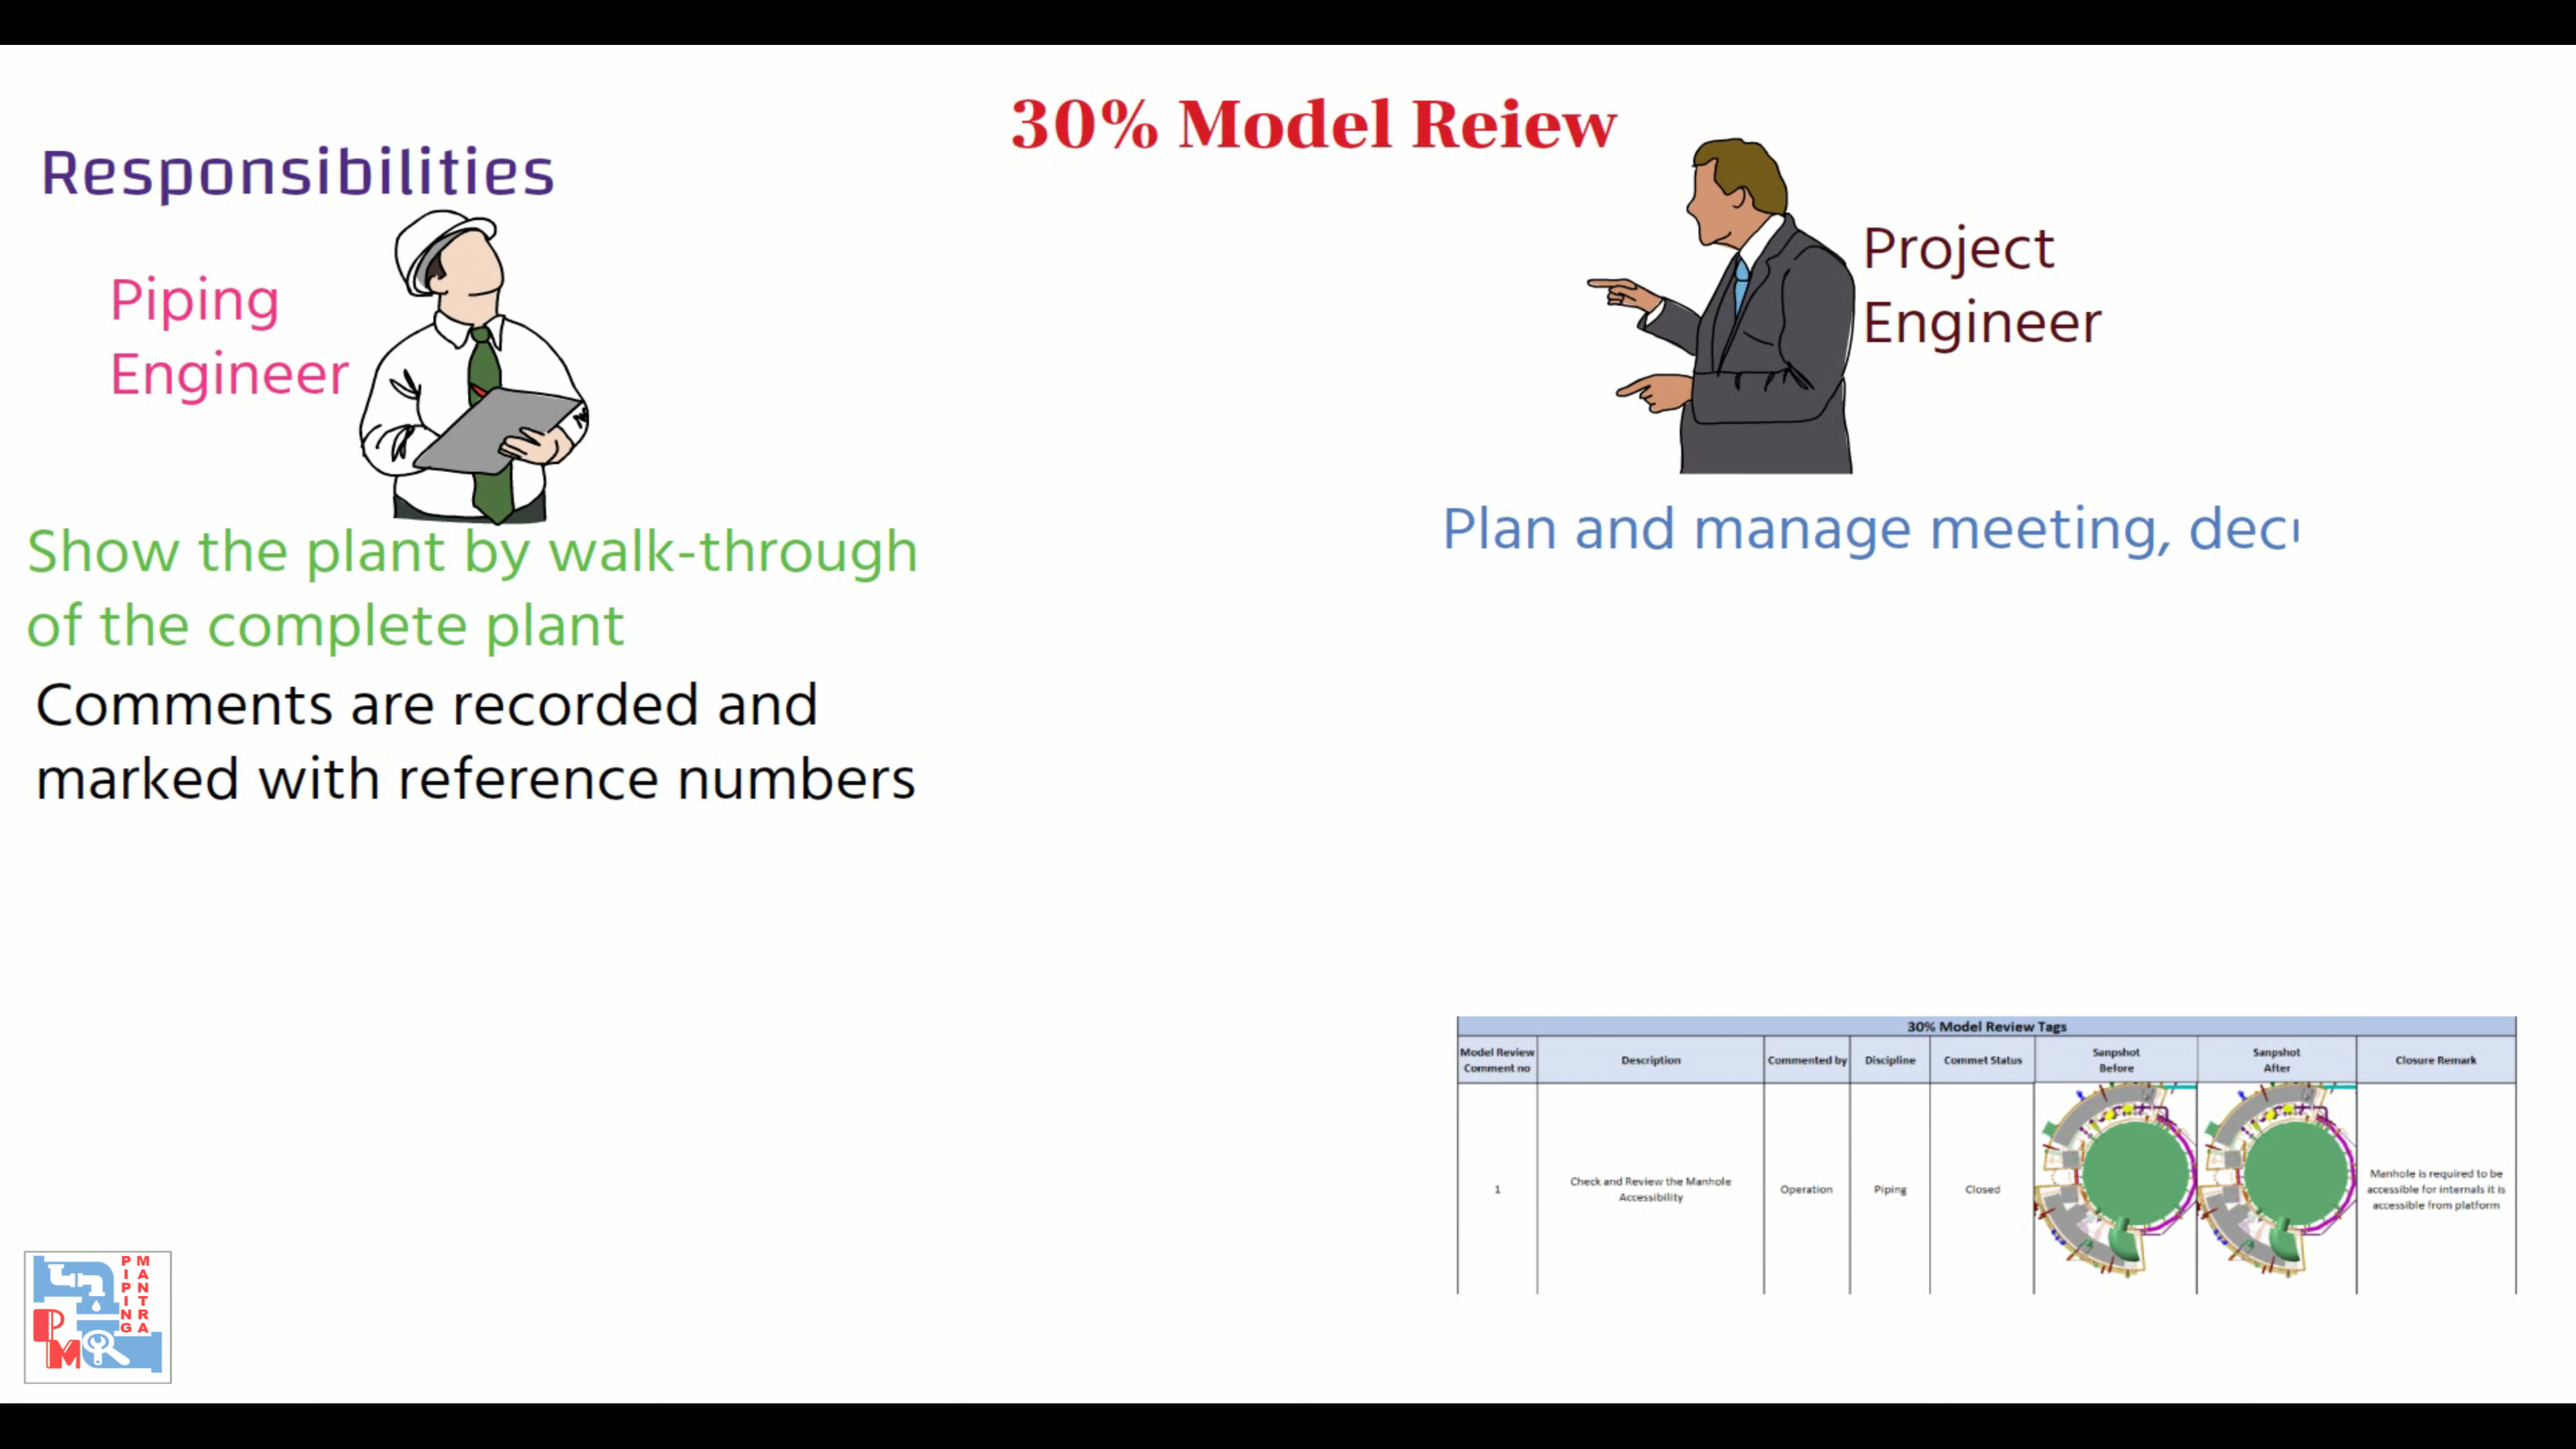 30% Model Reiew
Responsibilities
Piping
Engineer
Show the plant by walk-through
of the complete plant
Comments are recorded and
marked with reference numbers
Project
Engineer
Plan and manage meeting,
30% Model Review Tags
Model Review
Comment no
Description
Commented by
Discipline
Commet Status
Sanpshot
Before
Sanpshot
After
Closure Remark
1
Check and Review the Manhole
Accessibility
Operation
Piping
Closed
Manhole is required to be
accessible for internals it is
accessible from platform
PIPING
MANTRA
PM